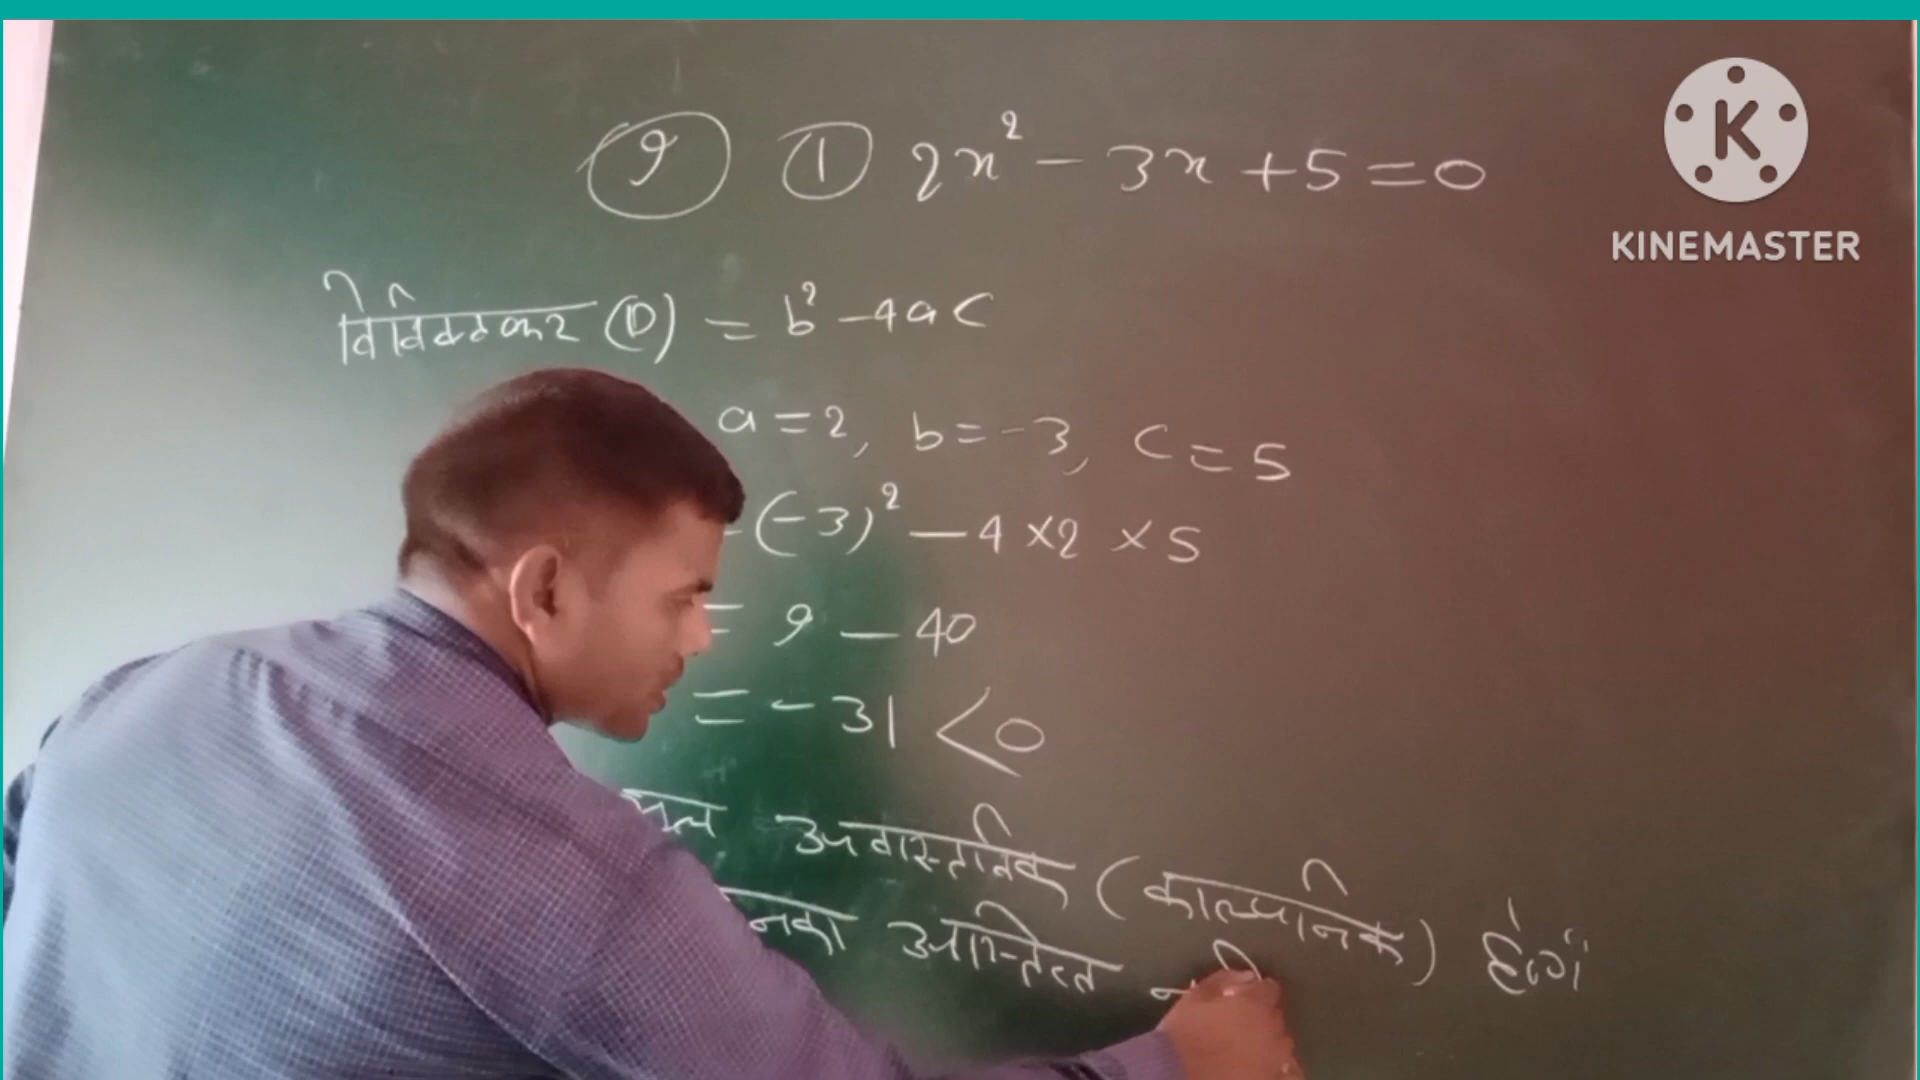 9 ① 2x² - 3x + 5 = 0
KINEMASTER
विविक्तकर (D) = b² - 4ac
a = 2, b = -3, c = 5
(-3)² - 4 × 2 × 5
= 9 - 40
= -31 < 0
मूल अवास्तविक (काल्पनिक) होगां
अस्तित्व